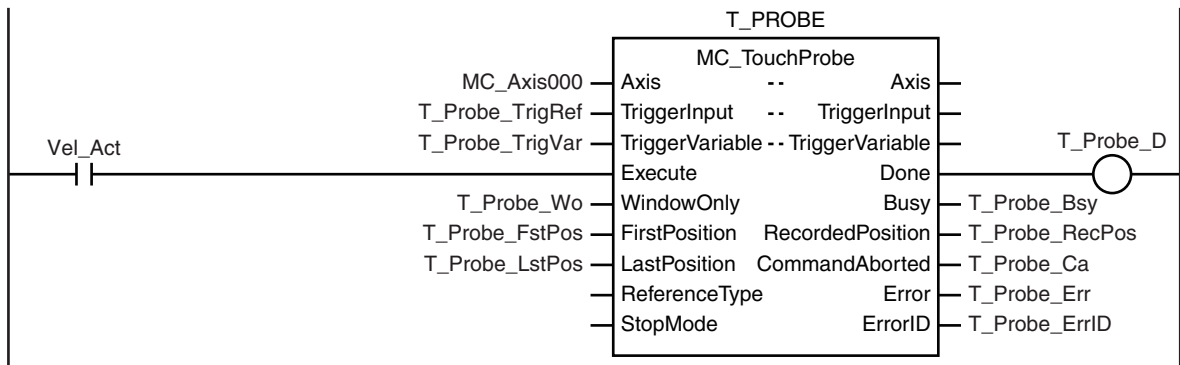 T_PROBE
MC_TouchProbe
MC_Axis000 Axis -- Axis
T_Probe_TrigRef TriggerInput -- TriggerInput
T_Probe_TrigVar TriggerVariable -- TriggerVariable
Vel_Act T_Probe_D
Execute Done
T_Probe_Wo WindowOnly Busy T_Probe_Bsy
T_Probe_FstPos FirstPosition RecordedPosition T_Probe_RecPos
T_Probe_LstPos LastPosition CommandAborted T_Probe_Ca
ReferenceType Error T_Probe_Err
StopMode ErrorID T_Probe_ErrID